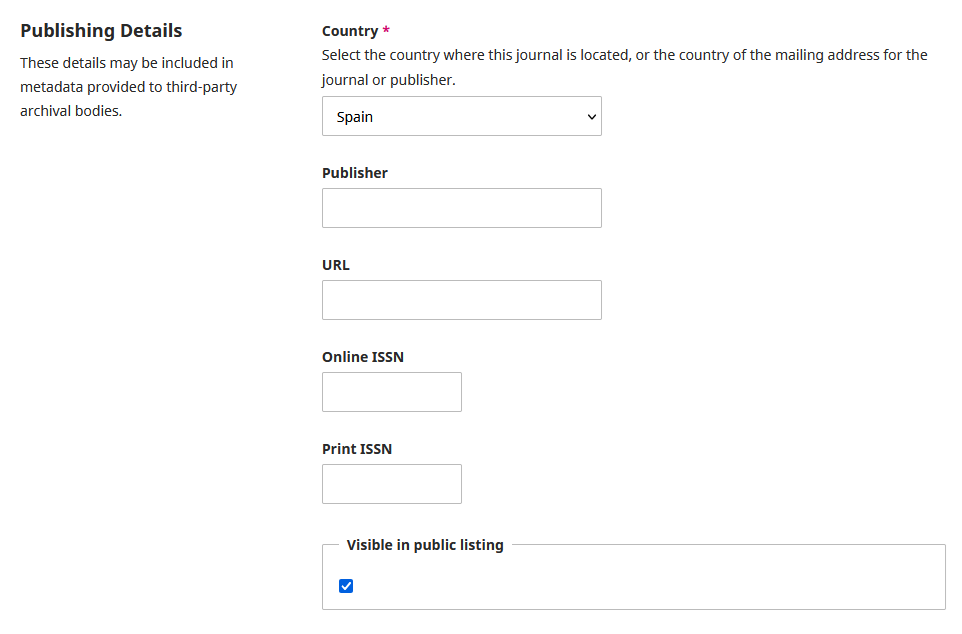 Publishing Details
These details may be included in
metadata provided to third-party
archival bodies.
Country *
Select the country where this journal is located, or the country of the mailing address for the
journal or publisher.
Spain
Publisher
URL
Online ISSN
Print ISSN
Visible in public listing